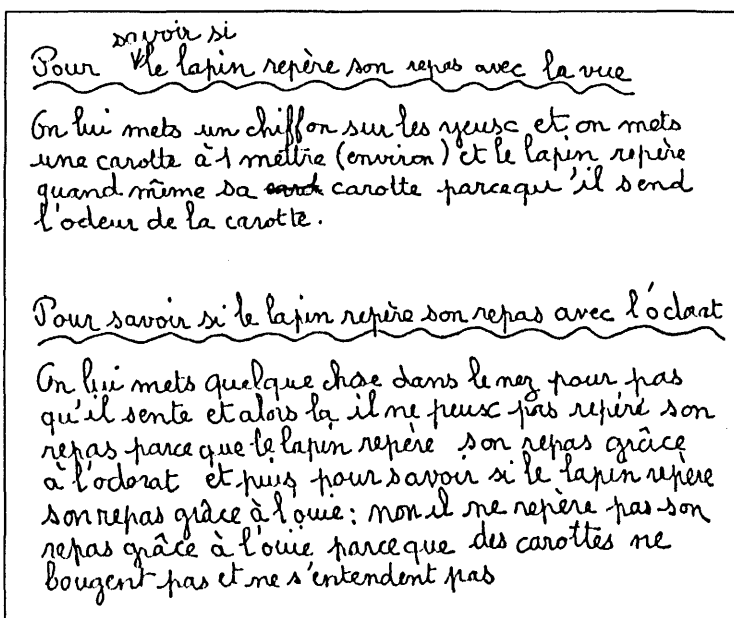 savoir si
Pour le lapin repère son repas avec la vue
On lui mets un chiffon sur les yeusc et on mets
une carotte à 1 mettre (environ) et le lapin repère
quand même sa carotte parcequ'il send
l'odeur de la carotte.
Pour savoir si le lapin repère son repas avec l'odorat
On lui mets quelque chose dans le nez pour pas
qu'il sente et alors là il ne peux pas repéré son
repas parce que le lapin repère son repas grâce
à l'odorat et puis pour savoir si le lapin repère
son repas grâce à l'ouie : non il ne repère pas son
repas grâce à l'ouie parceque des carottes ne
bougent pas et ne s'entendent pas